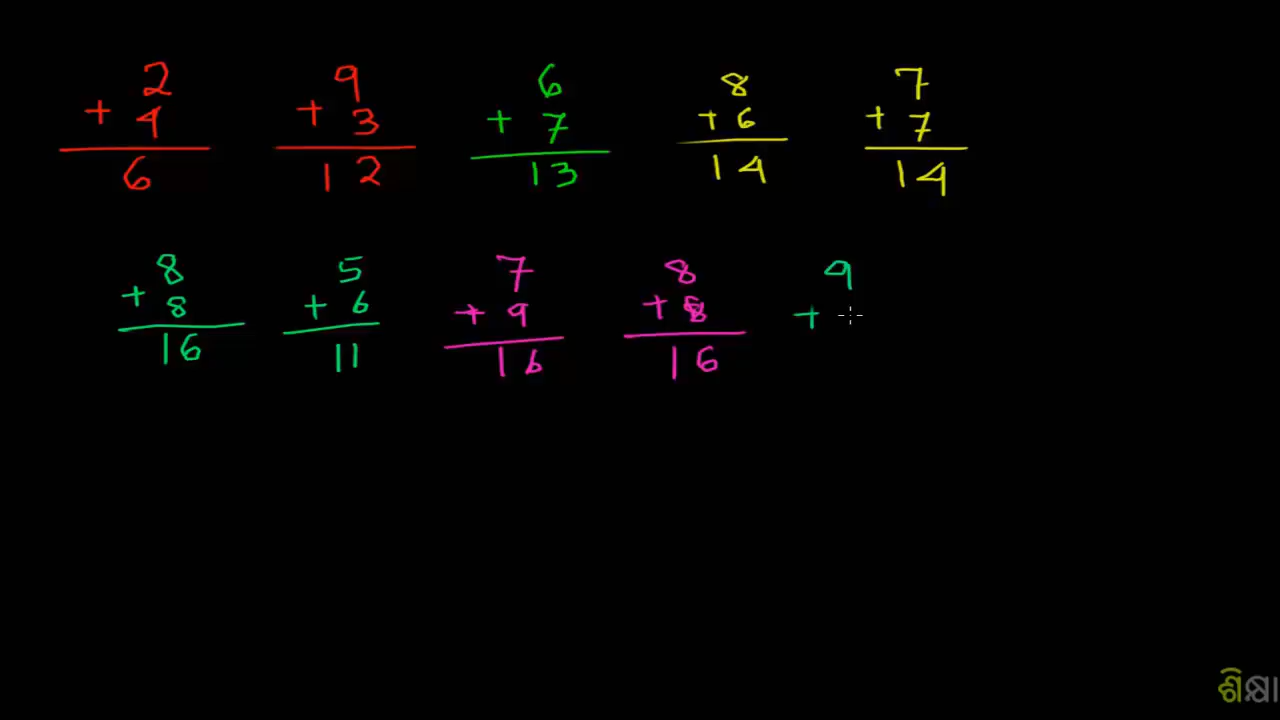 2 9 6 8 7
+ 4 + 3 + 7 + 6 + 7
6 12 13 14 14
8 5 7 8 9
+ 8 + 6 + 9 + 8 +
16 11 16 16
ଶିକ୍ଷା